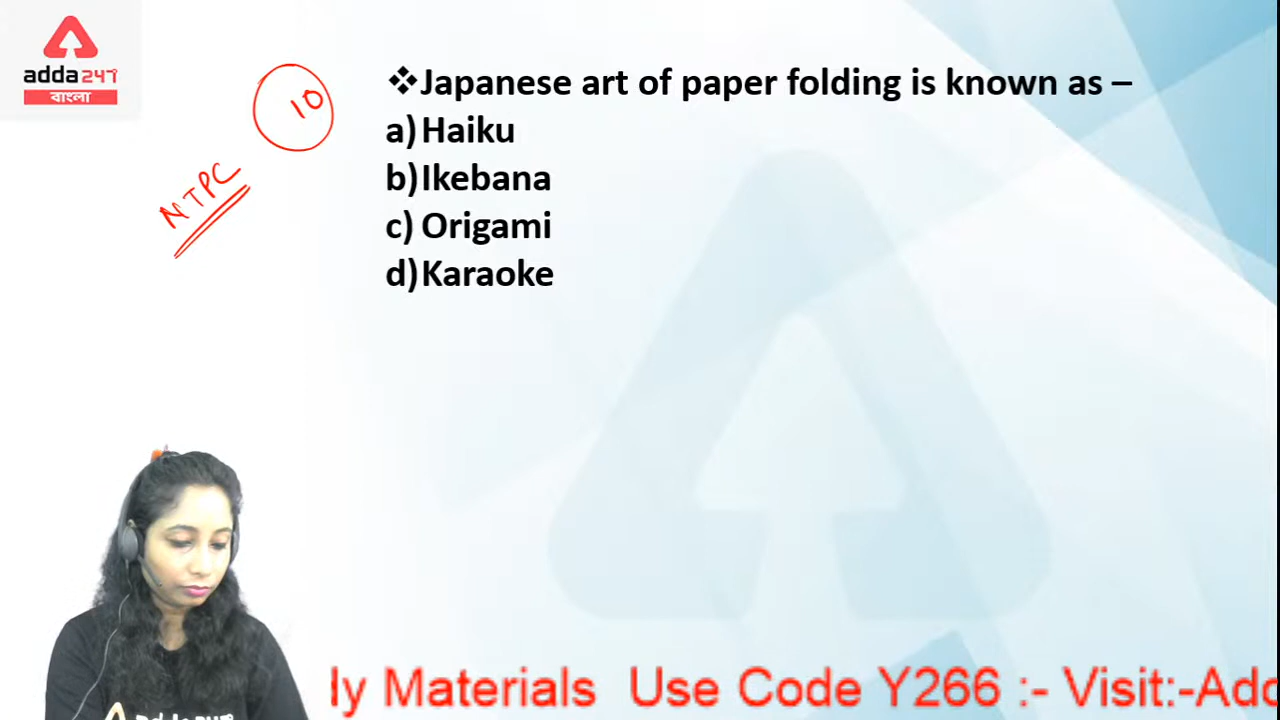 adda247
বাংলা
10
NTPC
❖Japanese art of paper folding is known as –
a) Haiku
b) Ikebana
c) Origami
d) Karaoke
Materials Use Code Y266 :- Visit:-Add